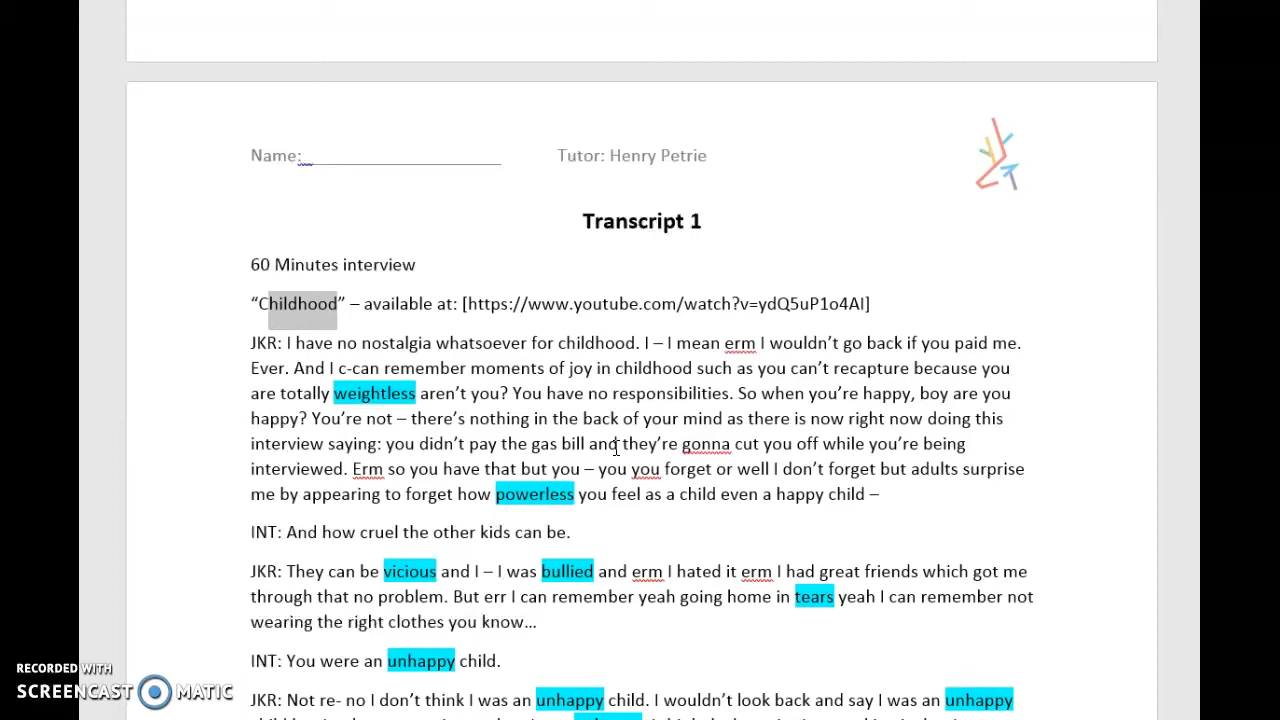 Name:____________________ Tutor: Henry Petrie
Transcript 1
60 Minutes interview
“Childhood” – available at: [https://www.youtube.com/watch?v=ydQ5uP1o4AI]
JKR: I have no nostalgia whatsoever for childhood. I – I mean erm I wouldn’t go back if you paid me.
Ever. And I c-can remember moments of joy in childhood such as you can’t recapture because you
are totally weightless aren’t you? You have no responsibilities. So when you’re happy, boy are you
happy? You’re not – there’s nothing in the back of your mind as there is now right now doing this
interview saying: you didn’t pay the gas bill and they’re gonna cut you off while you’re being
interviewed. Erm so you have that but you – you you forget or well I don’t forget but adults surprise
me by appearing to forget how powerless you feel as a child even a happy child –
INT: And how cruel the other kids can be.
JKR: They can be vicious and I – I was bullied and erm I hated it erm I had great friends which got me
through that no problem. But err I can remember yeah going home in tears yeah I can remember not
wearing the right clothes you know…
INT: You were an unhappy child.
JKR: Not re- no I don’t think I was an unhappy child. I wouldn’t look back and say I was an unhappy
RECORDED WITH
SCREENCAST MATIC